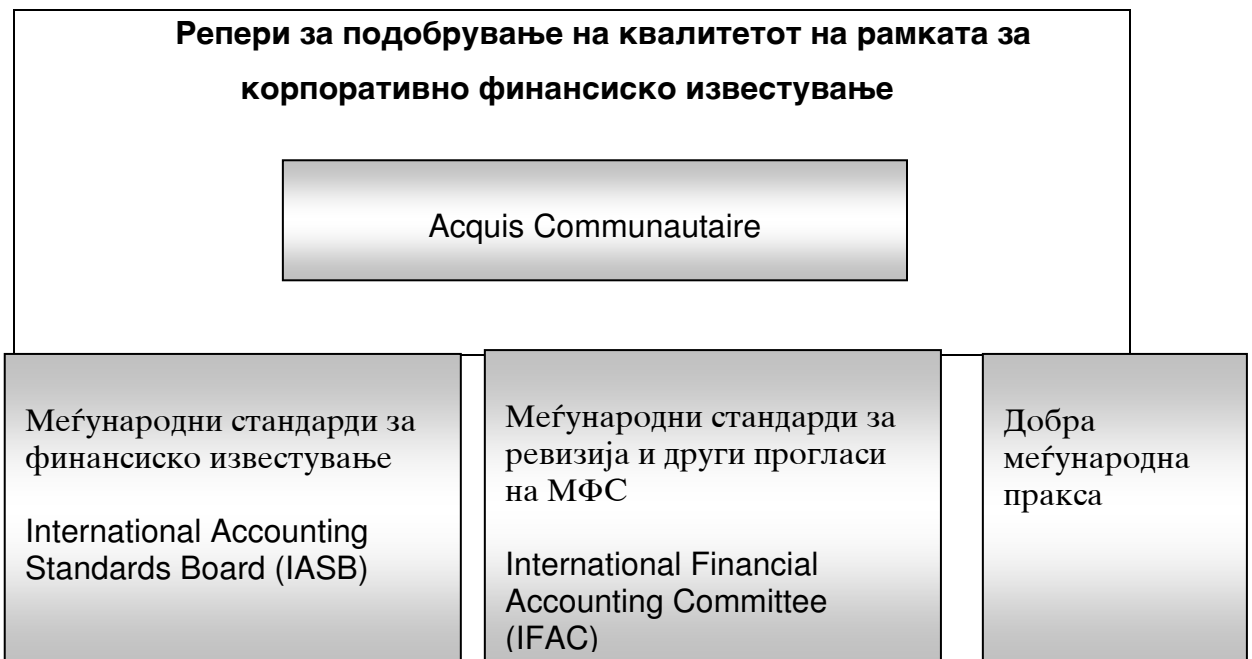 Репери за подобрување на квалитетот на рамката за
корпоративно финансиско известување
Acquis Communautaire
Меѓународни стандарди за
финансиско известување
International Accounting
Standards Board (IASB)
Меѓународни стандарди за
ревизија и други прогласи
на МФС
International Financial
Accounting Committee
(IFAC)
Добра
меѓународна
пракса